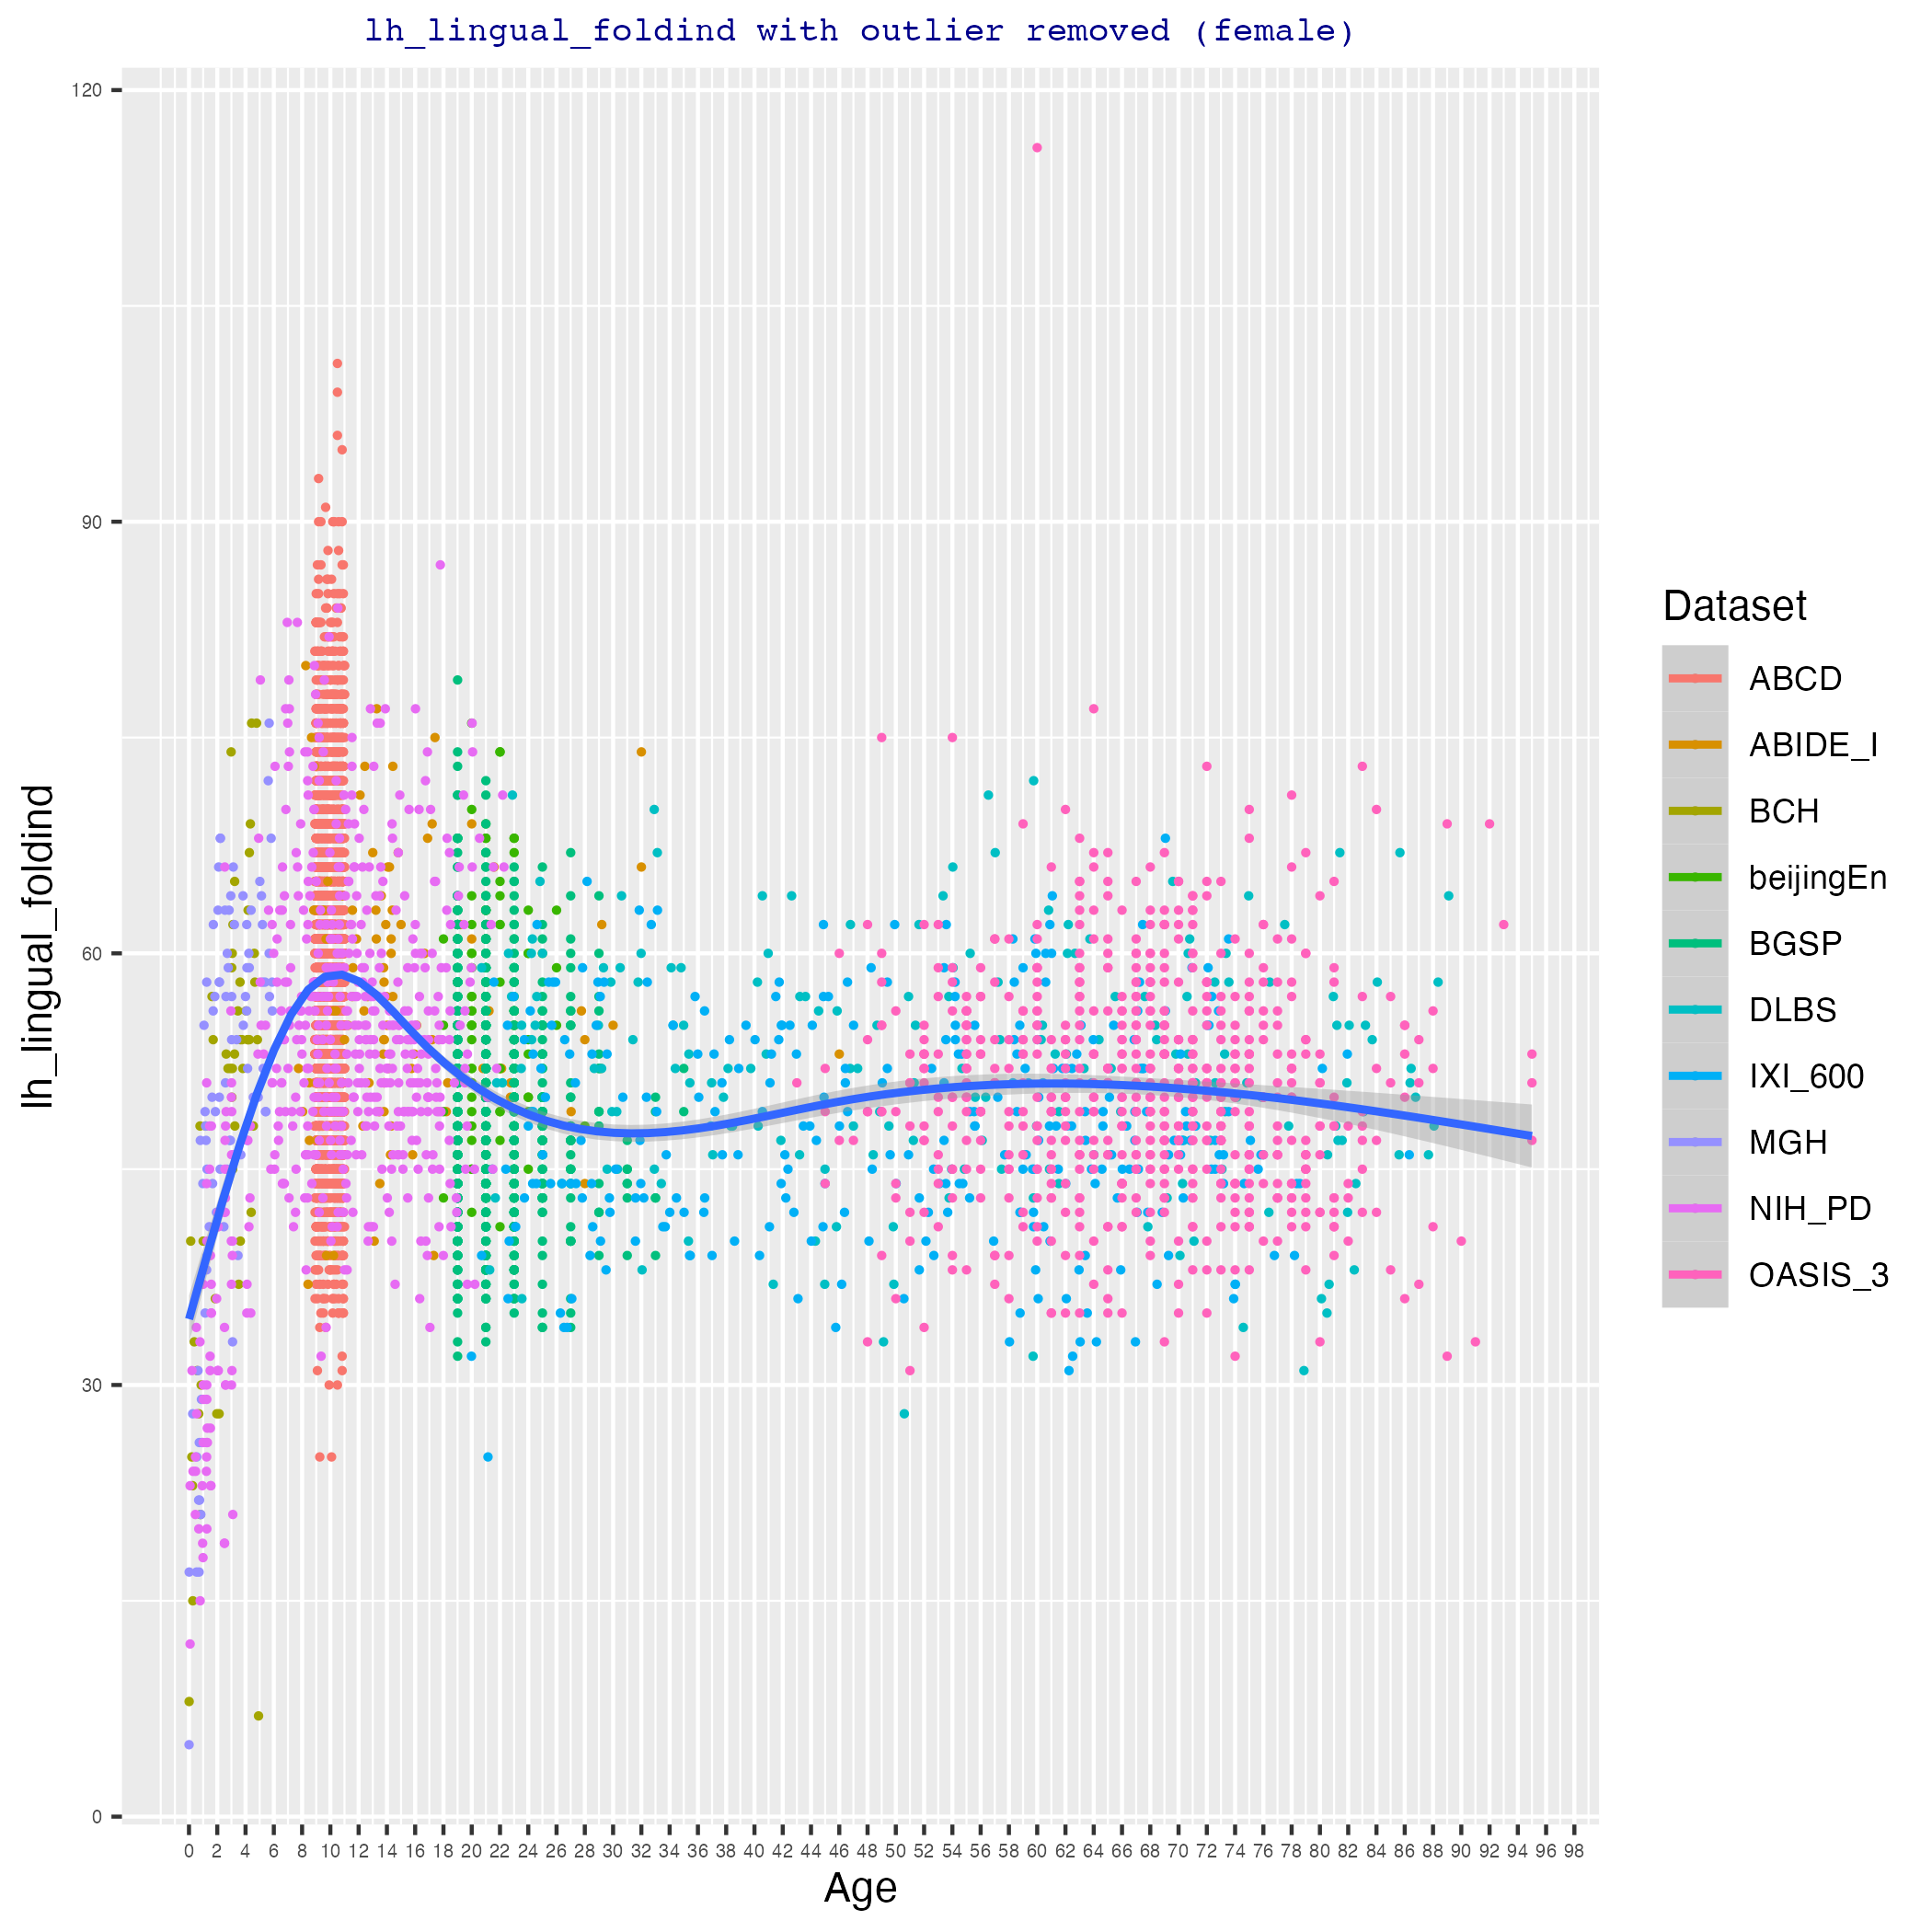 lh_lingual_foldind with outlier removed (female)
120
90
60
30
0
lh_lingual_foldind
0 2 4 6 8 10 12 14 16 18 20 22 24 26 28 30 32 34 36 38 40 42 44 46 48 50 52 54 56 58 60 62 64 66 68 70 72 74 76 78 80 82 84 86 88 90 92 94 96 98
Age
Dataset
ABCD
ABIDE_I
BCH
beijingEn
BGSP
DLBS
IXI_600
MGH
NIH_PD
OASIS_3